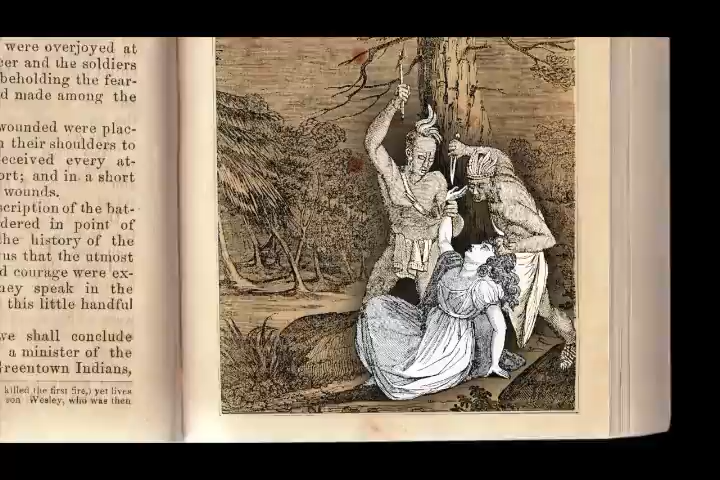 were overjoyed at
cer and the soldiers
beholding the fear-
d made among the
wounded were plac-
n their shoulders to
eceived every at-
ort; and in a short
wounds.
scription of the bat-
dered in point of
he history of the
us that the utmost
d courage were ex-
ney speak in the
this little handful
we shall conclude
a minister of the
Greentown Indians,
killed the first fire,) yet lives
son Wesley, who was then